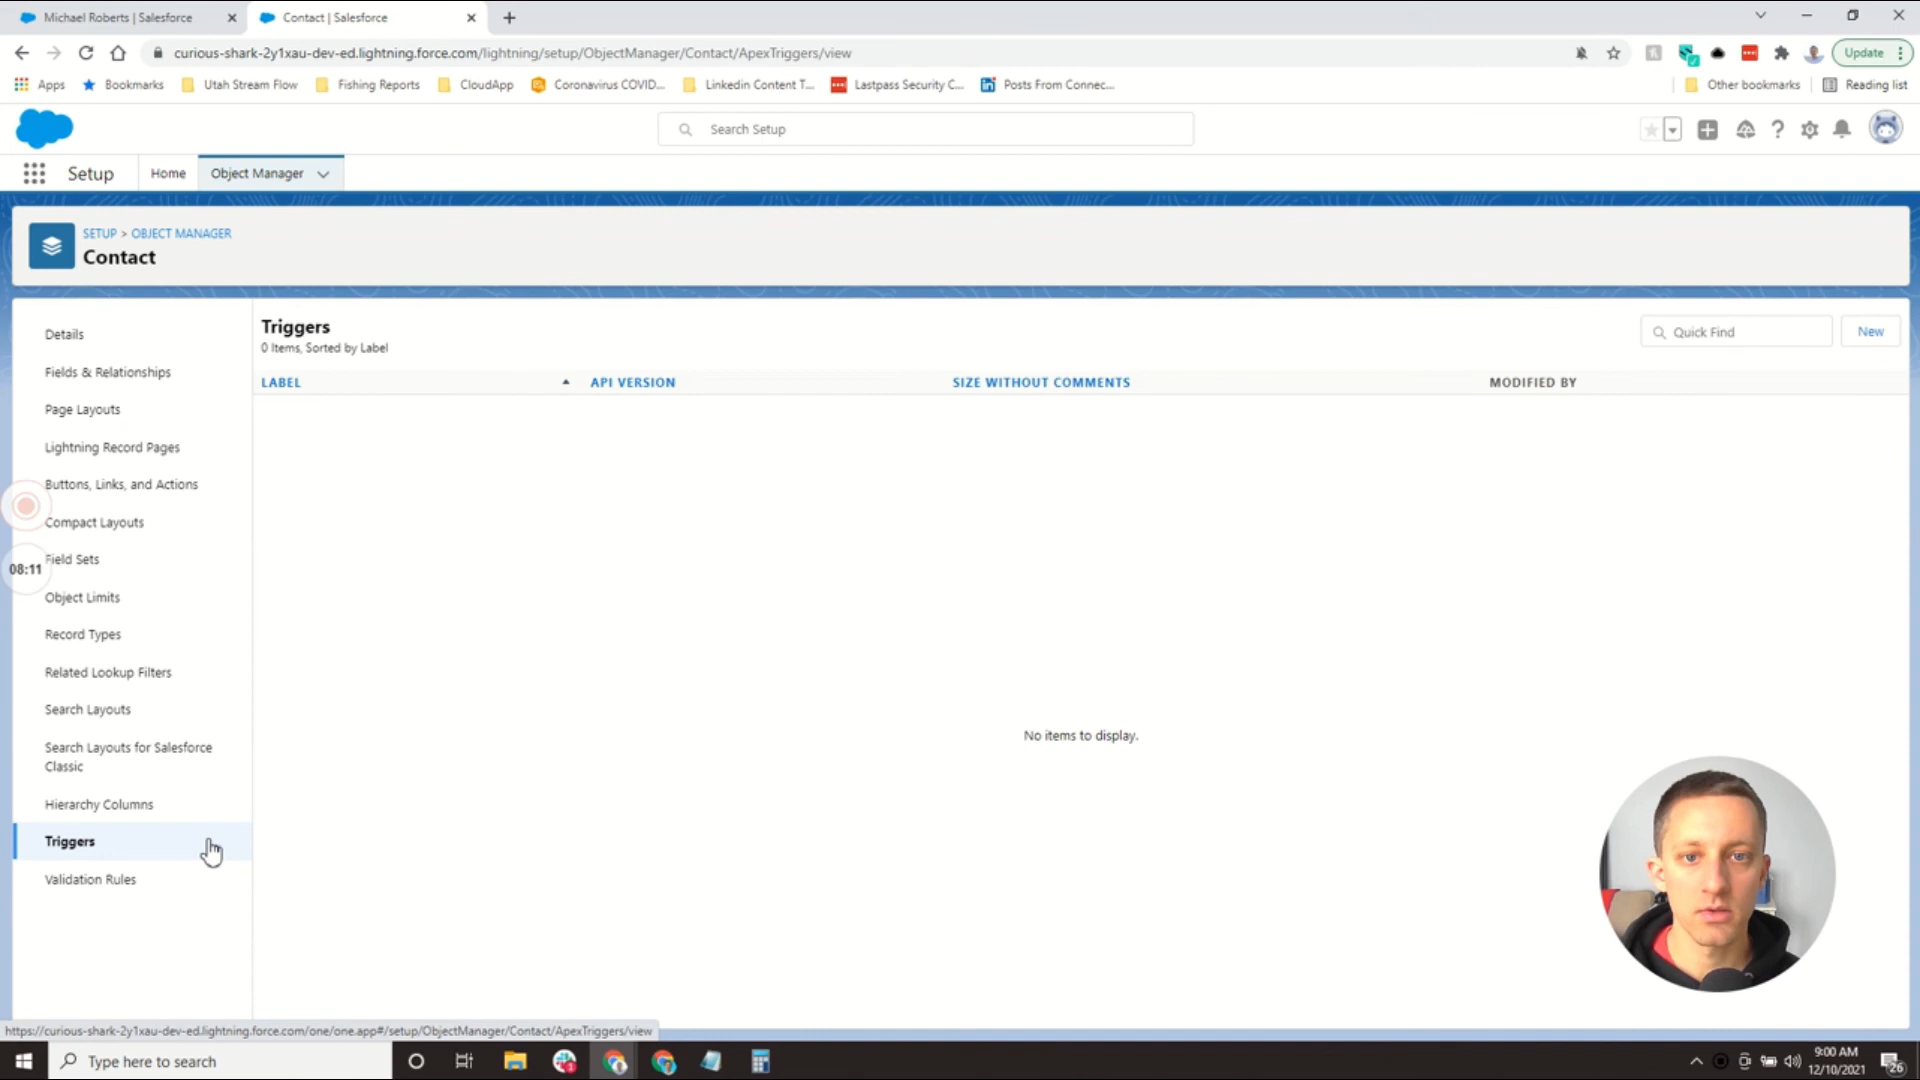 Michael Roberts | Salesforce
Contact | Salesforce
curious-shark-2y1xau-dev-ed.lightning.force.com/lightning/setup/ObjectManager/Contact/ApexTriggers/view
Update
Apps
Bookmarks
Utah Stream Flow
Fishing Reports
CloudApp
Coronavirus COVID...
Linkedin Content T...
Lastpass Security C...
Posts From Connec...
Other bookmarks
Reading list
Search Setup
Setup
Home
Object Manager
SETUP > OBJECT MANAGER
Contact
Details
Fields & Relationships
Page Layouts
Lightning Record Pages
Buttons, Links, and Actions
Compact Layouts
Field Sets
08:11
Object Limits
Record Types
Related Lookup Filters
Search Layouts
Search Layouts for Salesforce
Classic
Hierarchy Columns
Triggers
Validation Rules
Triggers
0 Items, Sorted by Label
Quick Find
New
LABEL
API VERSION
SIZE WITHOUT COMMENTS
MODIFIED BY
No items to display.
https://curious-shark-2y1xau-dev-ed.lightning.force.com/one/one.app#/setup/ObjectManager/Contact/ApexTriggers/view
Type here to search
9:00 AM
12/10/2021
26